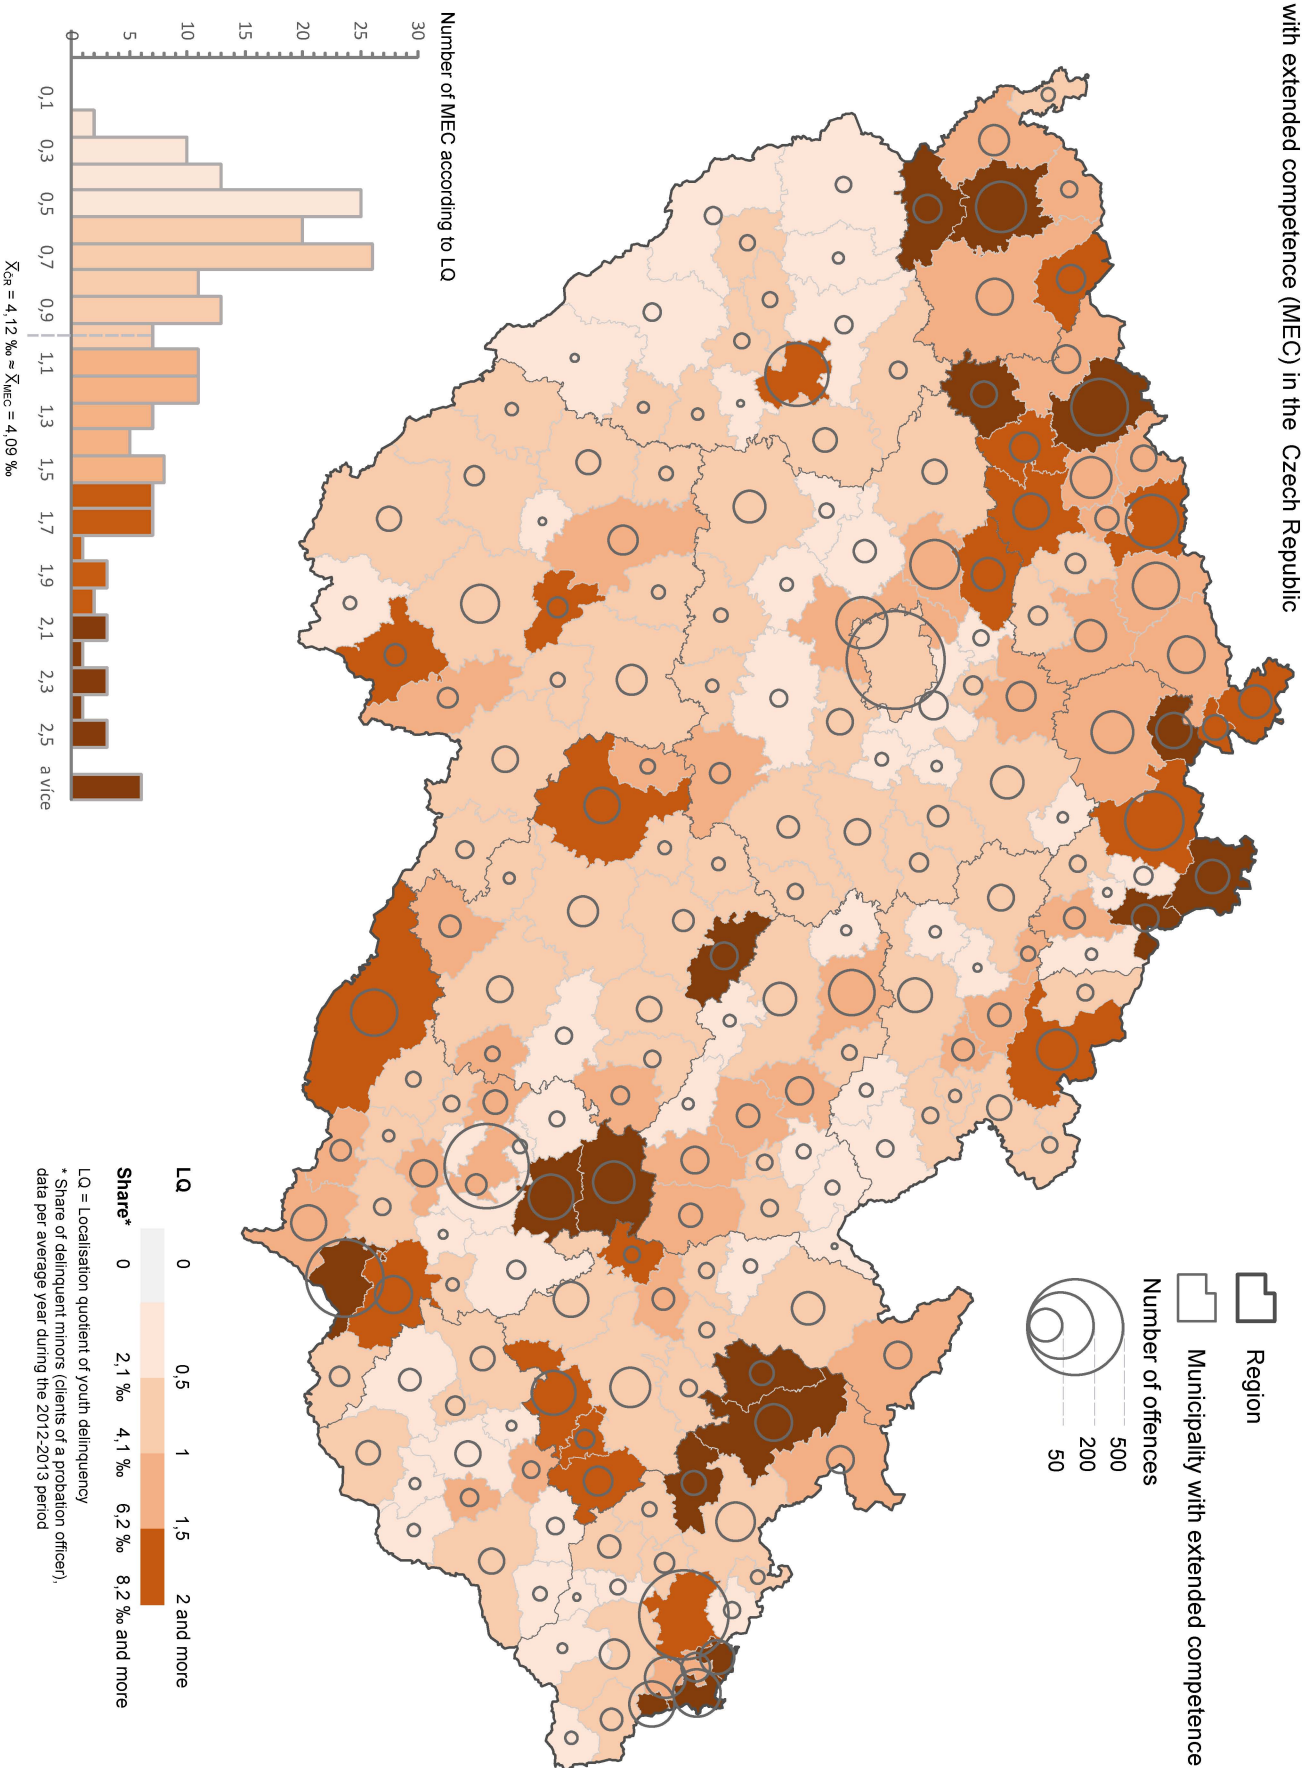 with extended competence (MEC) in the Czech Republic
Region
Municipality with extended competence
Number of offences
500
200
50
Number of MEC according to LQ
30
25
20
15
10
5
0
0,1 0,3 0,5 0,7 0,9 1,1 1,3 1,5 1,7 1,9 2,1 2,3 2,5 a více
X̅ČR = 4,12 ‰ ≈ X̅MEC = 4,09 ‰
LQ 0 0,5 1 1,5 2 and more
Share* 0 2,1 ‰ 4,1 ‰ 6,2 ‰ 8,2 ‰ and more
LQ = Localisation quotient of youth delinquency
* Share of delinquent minors (clients of a probation officer),
data per average year during the 2012-2013 period